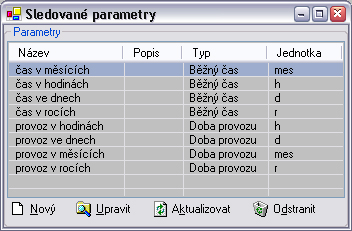 Sledované parametry
Parametry
Název Popis Typ Jednotka
čas v měsících Běžný čas mes
čas v hodinách Běžný čas h
čas ve dnech Běžný čas d
čas v rocích Běžný čas r
provoz v hodinách Doba provozu h
provoz ve dnech Doba provozu d
provoz v měsících Doba provozu mes
provoz v rocích Doba provozu r
Nový Upravit Aktualizovat Odstranit